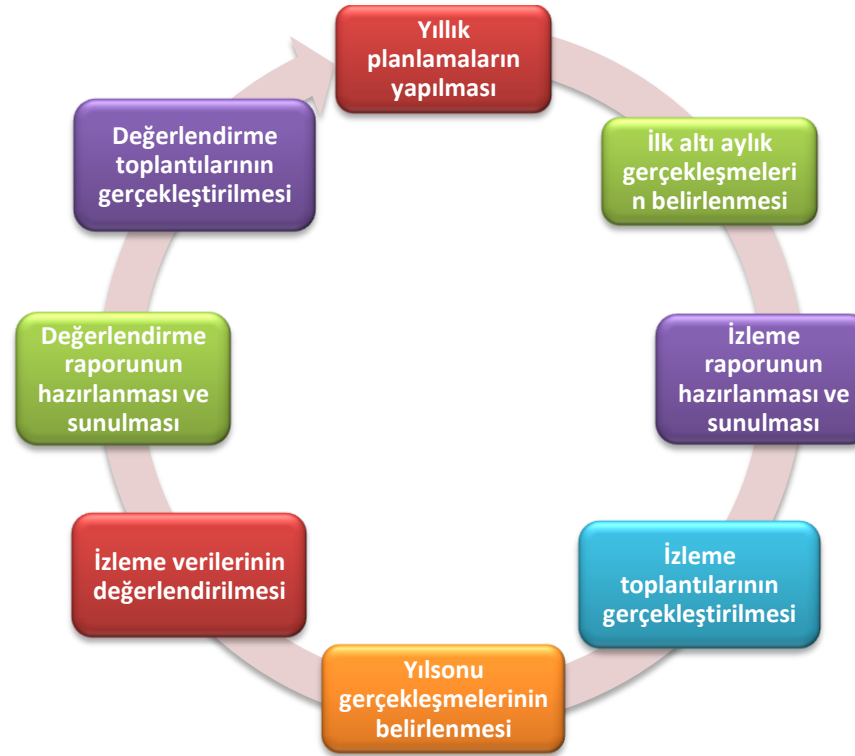 Yıllık
planlamaların
yapılması
İlk altı aylık
gerçekleşmeleri
n belirlenmesi
İzleme
raporunun
hazırlanması ve
sunulması
İzleme
toplantılarının
gerçekleştirilmesi
Yılsonu
gerçekleşmelerinin
belirlenmesi
İzleme verilerinin
değerlendirilmesi
Değerlendirme
raporunun
hazırlanması ve
sunulması
Değerlendirme
toplantılarının
gerçekleştirilmesi